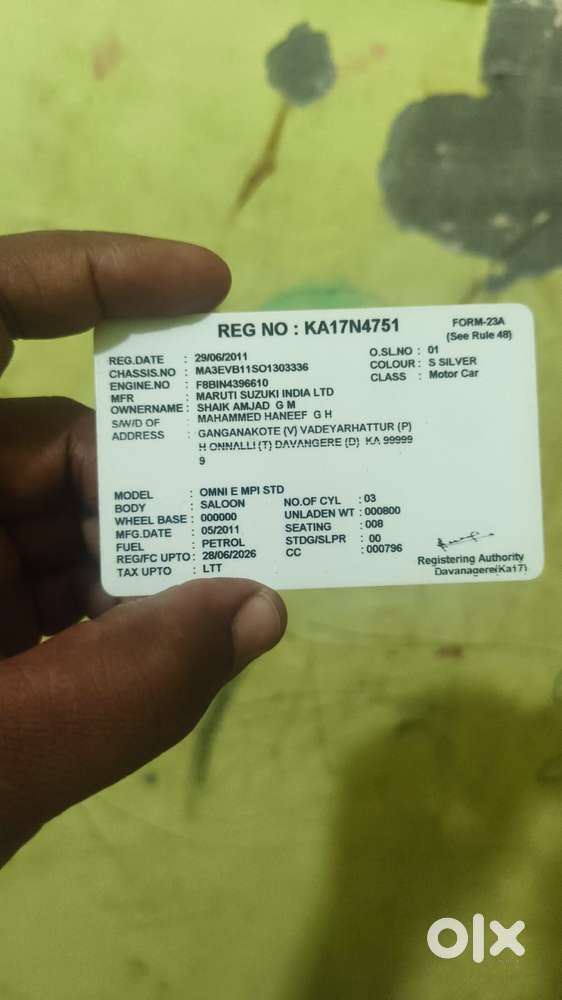 REG NO : KA17N4751
FORM-23A
(See Rule 48)
REG.DATE : 29/06/2011 O.SL.NO : 01
CHASSIS.NO : MA3EVB11SO1303336 COLOUR : S SILVER
ENGINE.NO : F8BIN4396610 CLASS : Motor Car
MFR : MARUTI SUZUKI INDIA LTD
OWNERNAME : SHAIK AMJAD G M
S/W/D OF : MAHAMMED HANEEF G H
ADDRESS : GANGANAKOTE (V) VADEYARHATTUR (P)
H ONNALLI (T) DAVANGERE (D) KA 99999
9
MODEL : OMNI E MPI STD
BODY : SALOON NO.OF CYL : 03
WHEEL BASE : 000000 UNLADEN WT : 000800
MFG.DATE : 05/2011 SEATING : 008
FUEL : PETROL STDG/SLPR : 00
REG/FC UPTO : 28/06/2026 CC : 000796
TAX UPTO : LTT
Registering Authority
Davanagere(Ka17)
olx